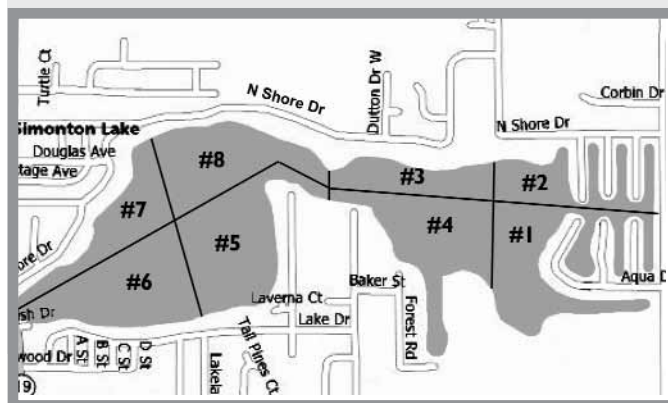 Turtle Ct
N Shore Dr
Dutton Dr W
Corbin Dr
Simonton Lake
N Shore Dr
Douglas Ave
tage Ave
#8
#3
#2
#7
#4
#1
#5
ore Dr
#6
Baker St
Aqua D
Laverna Ct
Forest Rd
sh Dr
Lake Dr
wood Dr
A St
B St
C St
D St
Lakela
Tall Pines Ct
19